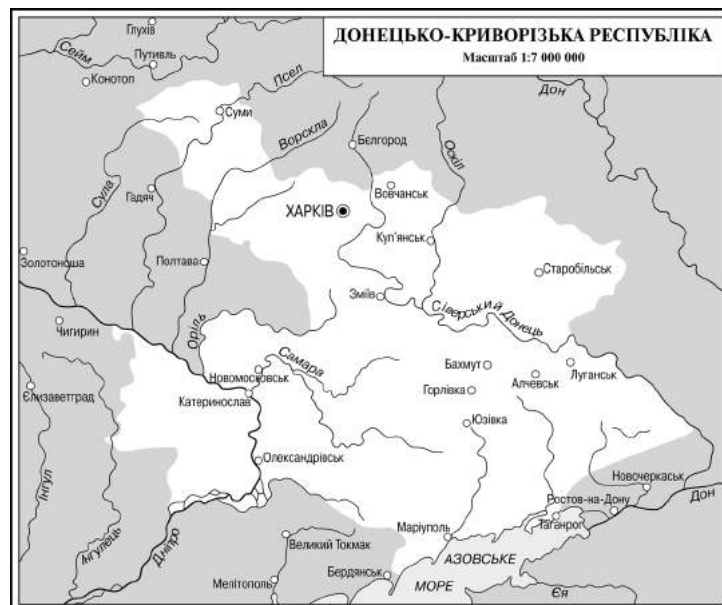 ДОНЕЦЬКО-КРИВОРІЗЬКА РЕСПУБЛІКА
Масштаб 1:7 000 000
Глухів
Сейм
Путивль
Конотоп
Псел
Суми
Дон
Ворскла
Бєлгород
Оскіл
Сула
Гадяч
Вовчанськ
ХАРКІВ
Куп'янськ
Золотоноша
Полтава
Старобільськ
Зміїв
Сіверський Донець
Чигирин
Оріль
Самара
Новомосковськ
Бахмут
Луганськ
Алчевськ
Єлизаветград
Катеринослав
Горлівка
Юзівка
Олександрівськ
Інгул
Новочеркаськ
Дон
Ростов-на-Дону
Таганрог
Інгулець
Дніпро
Великий Токмак
Маріуполь
АЗОВСЬКЕ
МОРЕ
Мелітополь
Бердянськ
Єя